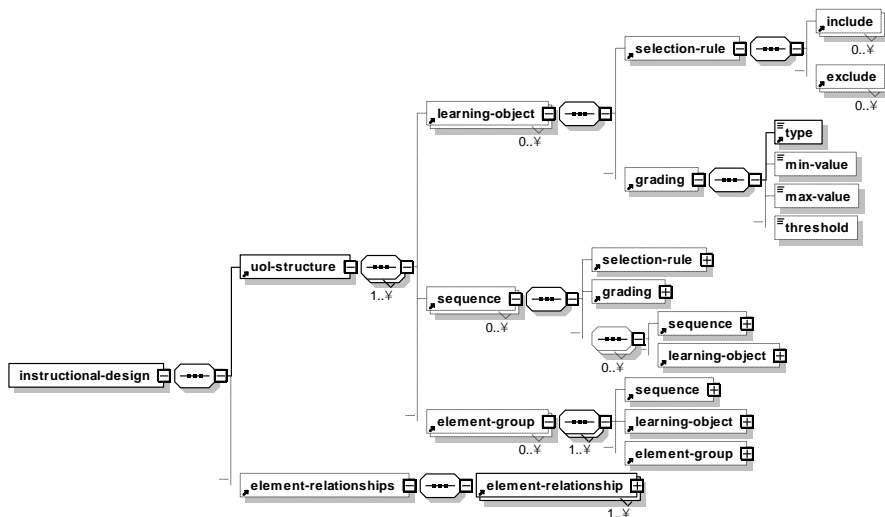 include
0..¥
selection-rule
exclude
0..¥
learning-object
0..¥
type
min-value
grading
max-value
threshold
uol-structure
1..¥
selection-rule
sequence
0..¥
grading
sequence
0..¥
learning-object
instructional-design
sequence
element-group
0..¥
1..¥
learning-object
element-group
element-relationships
element-relationship
1..¥